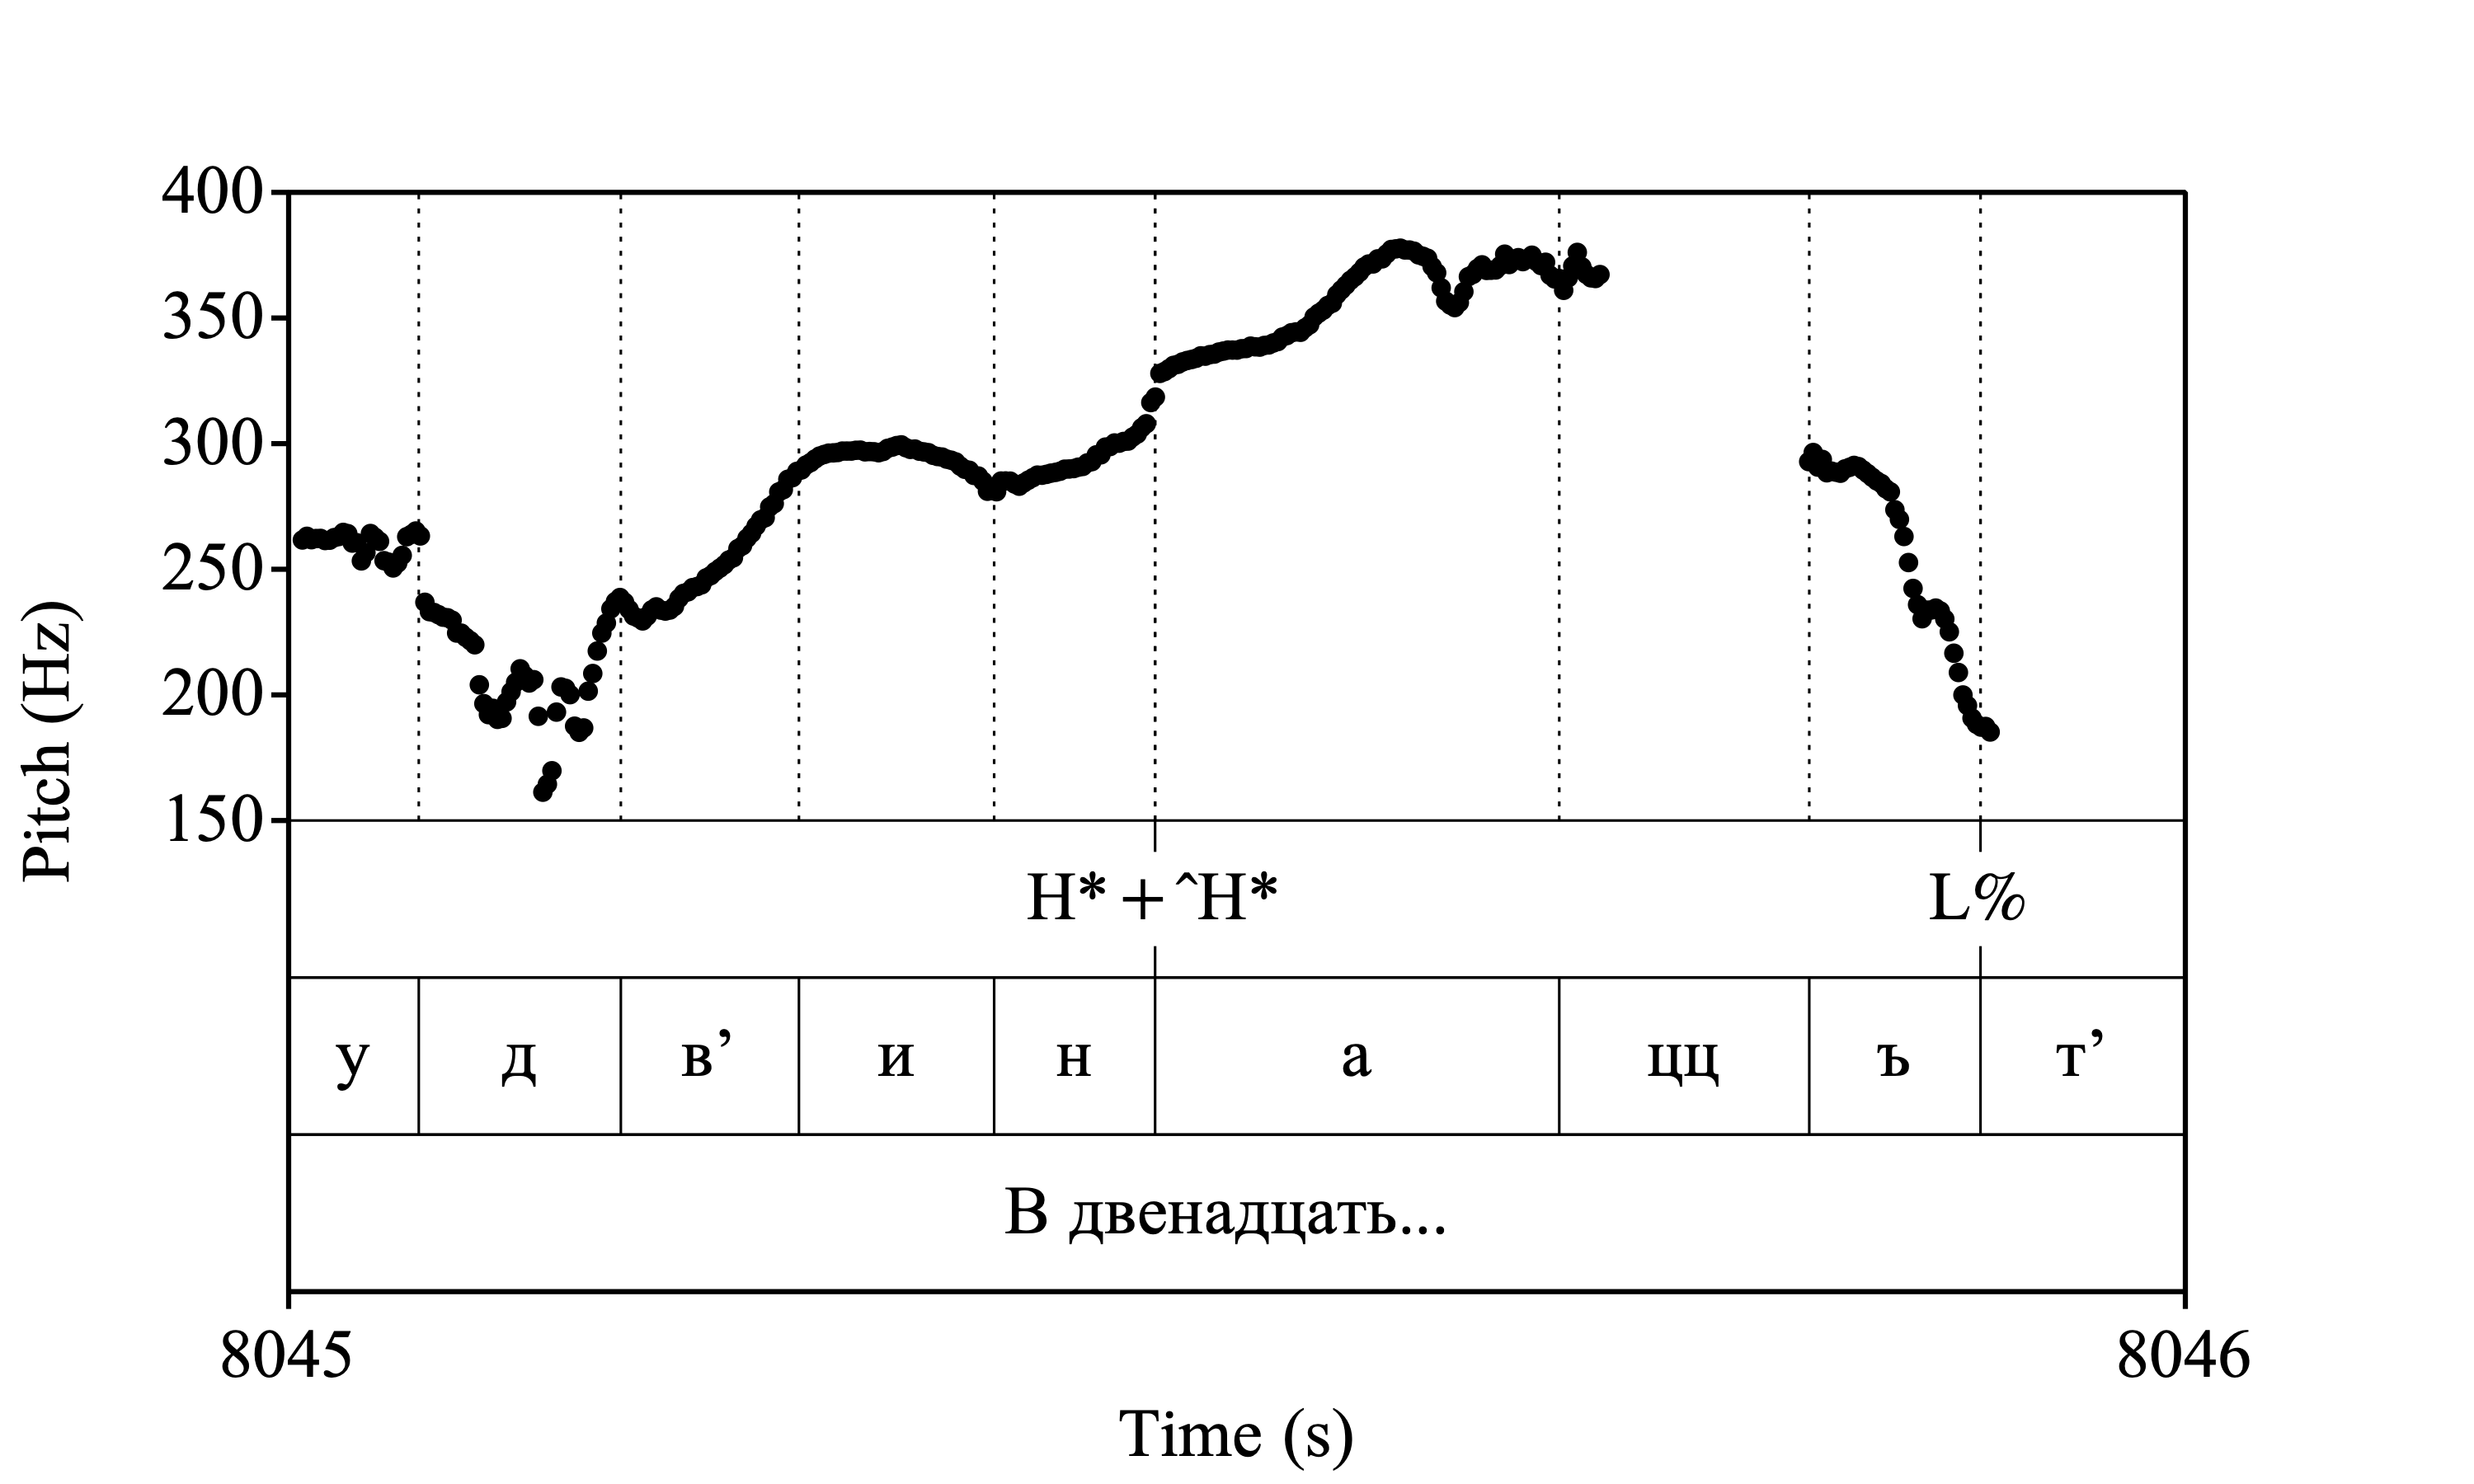 400
350
300
250
200
150
Pitch (Hz)
H* + ^H* L%
у д в’ и н а цц ъ т’
В двенадцать...
8045 8046
Time (s)